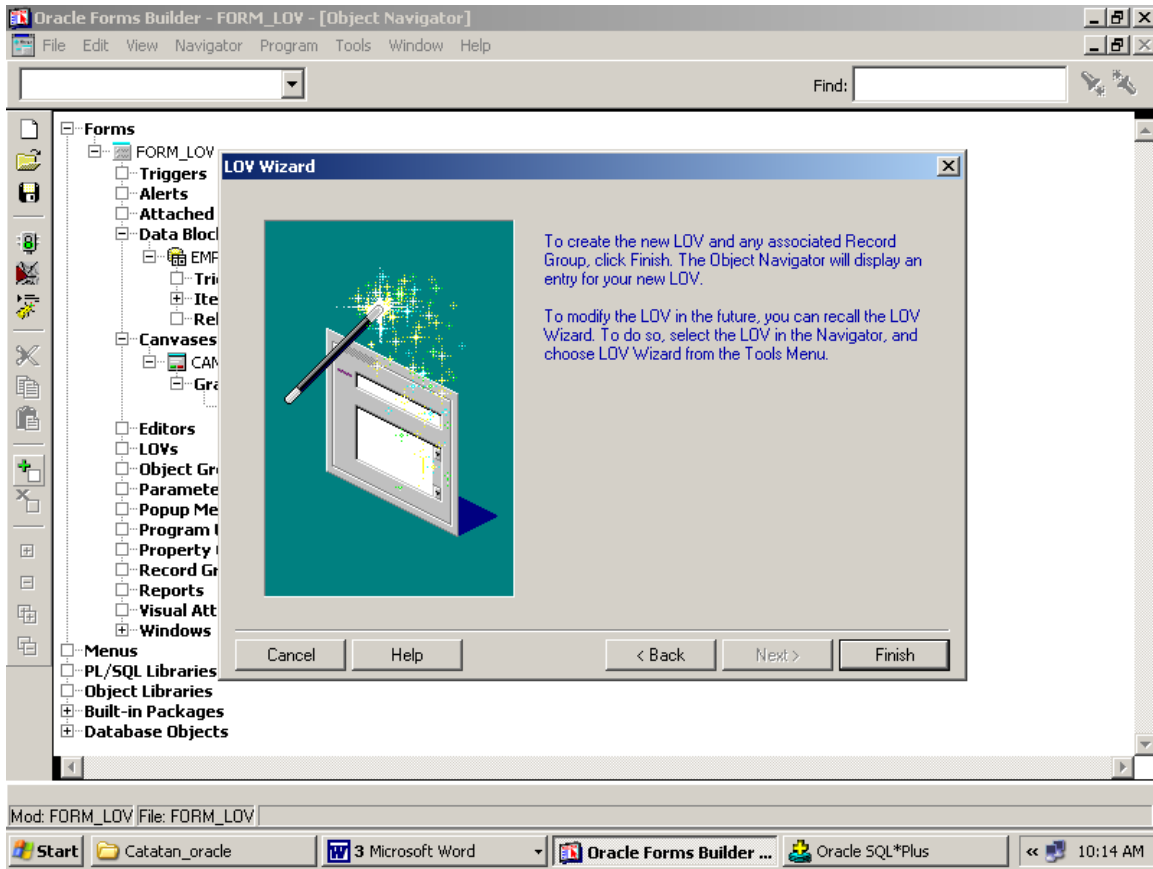 Oracle Forms Builder - FORM_LOV - [Object Navigator]
File Edit View Navigator Program Tools Window Help
Find:
Forms
FORM_LOV
Triggers
Alerts
Attached
Data Bloc
EMP
Tri
Ite
Rel
Canvases
CAN
Gra
Editors
LOVs
Object Gr
Paramete
Popup Me
Program
Property
Record Gr
Reports
Visual Att
Windows
Menus
PL/SQL Libraries
Object Libraries
Built-in Packages
Database Objects
LOV Wizard
To create the new LOV and any associated Record
Group, click Finish. The Object Navigator will display an
entry for your new LOV.
To modify the LOV in the future, you can recall the LOV
Wizard. To do so, select the LOV in the Navigator, and
choose LOV Wizard from the Tools Menu.
Cancel Help < Back Next > Finish
Mod: FORM_LOV File: FORM_LOV
Start Catatan_oracle 3 Microsoft Word Oracle Forms Builder ... Oracle SQL*Plus « 10:14 AM